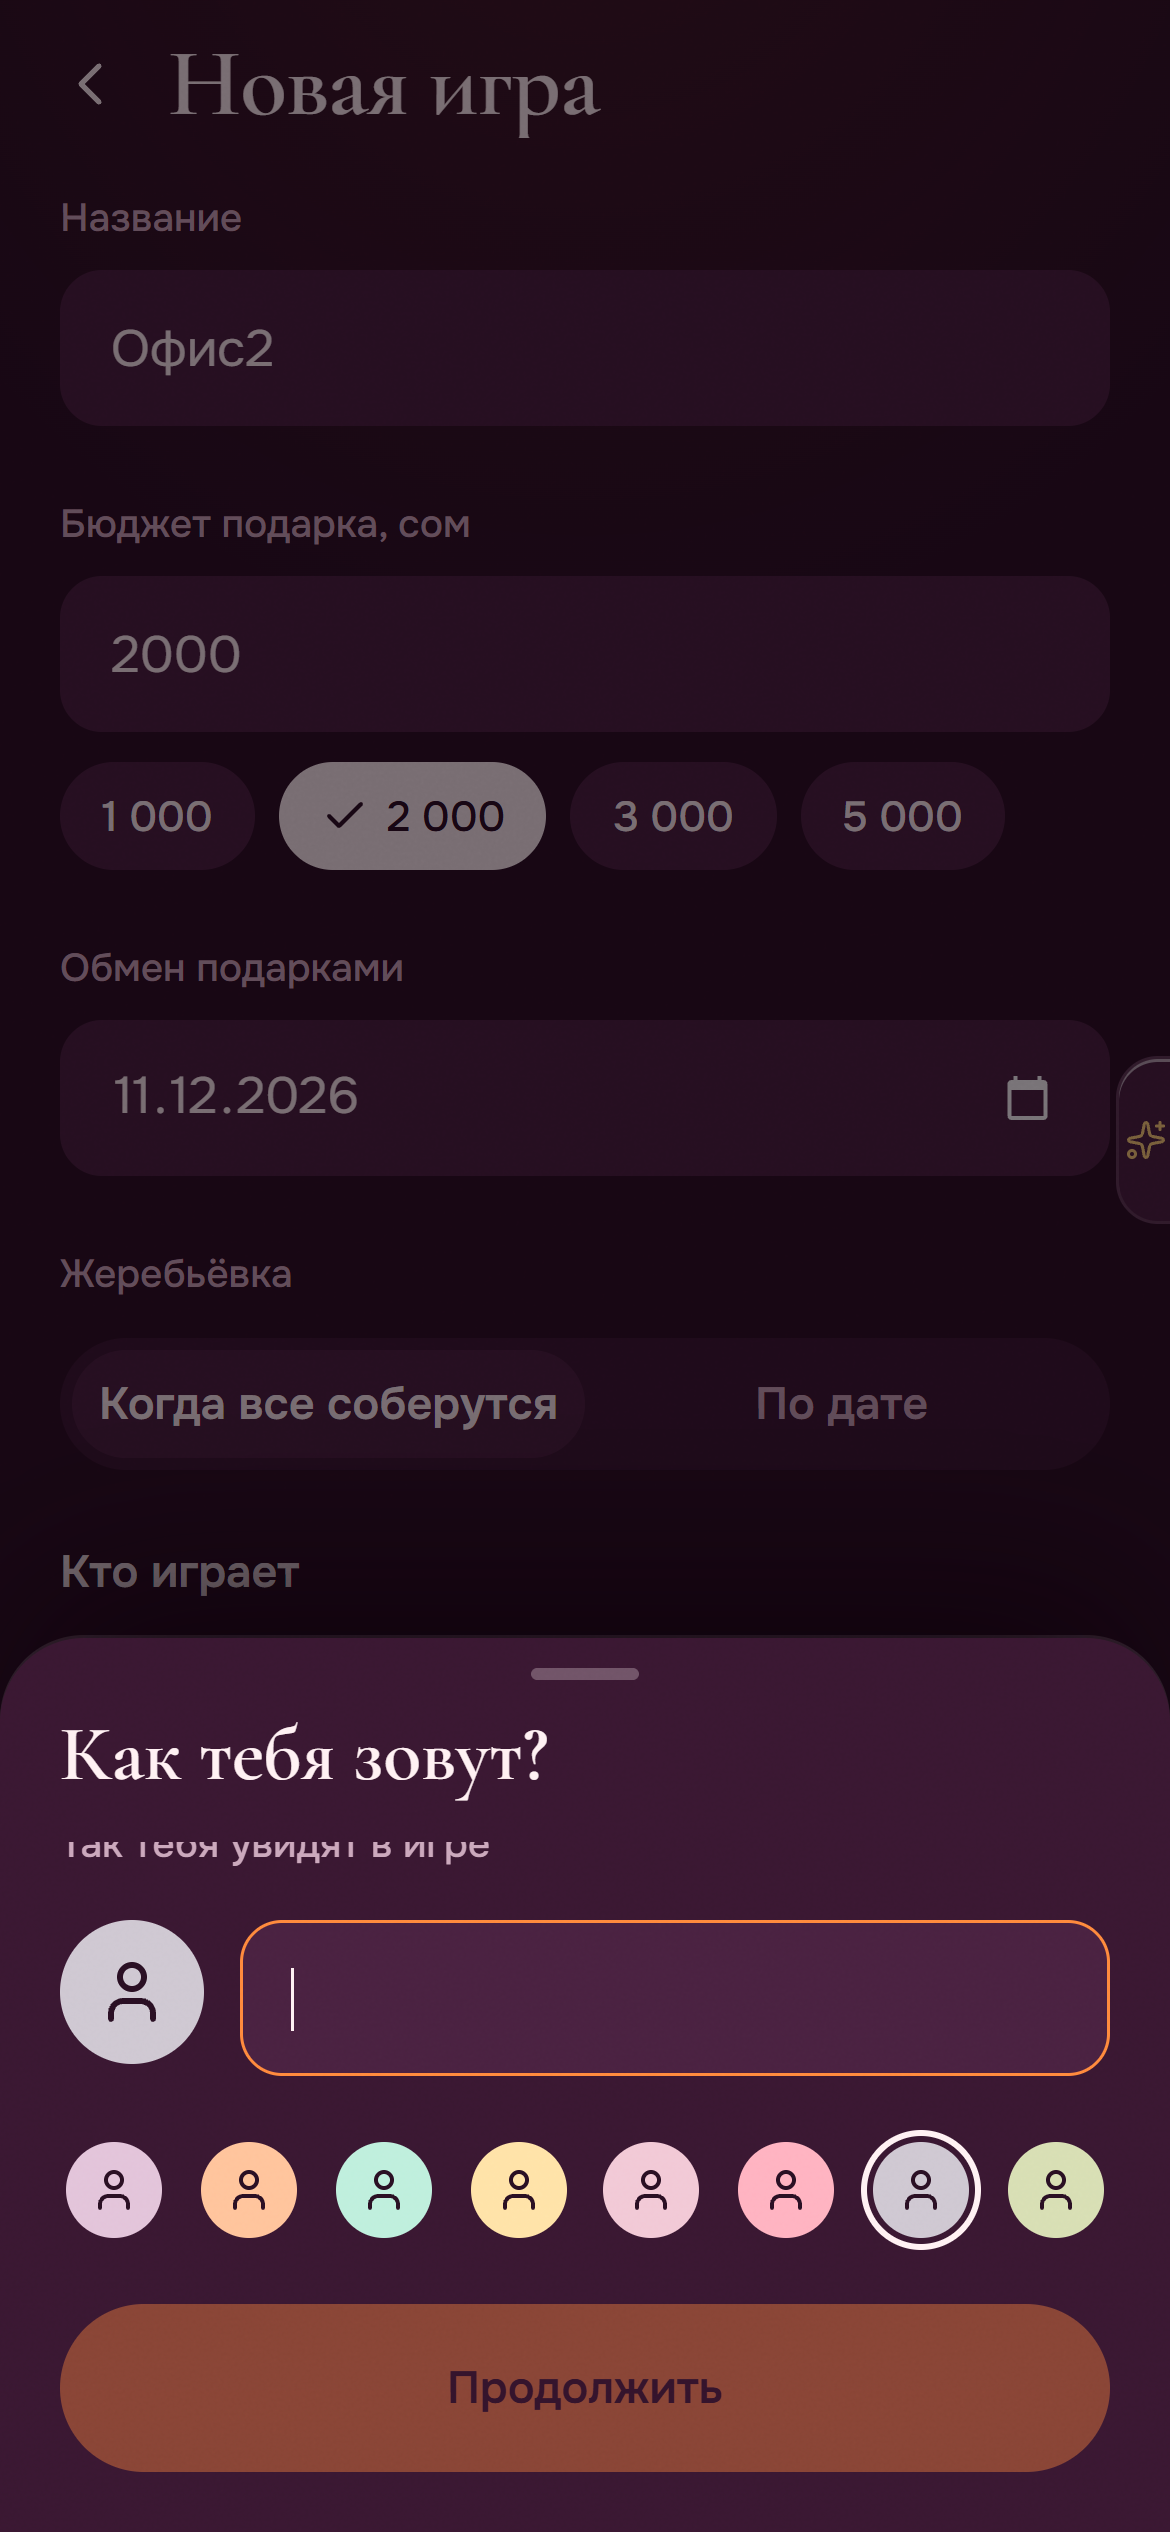 Новая игра
Название
Офис2
Бюджет подарка, сом
2000
1 000
2 000
3 000
5 000
Обмен подарками
11.12.2026
Жеребьёвка
Когда все соберутся
По дате
Кто играет
Как тебя зовут?
Так тебя увидят в игре
Продолжить